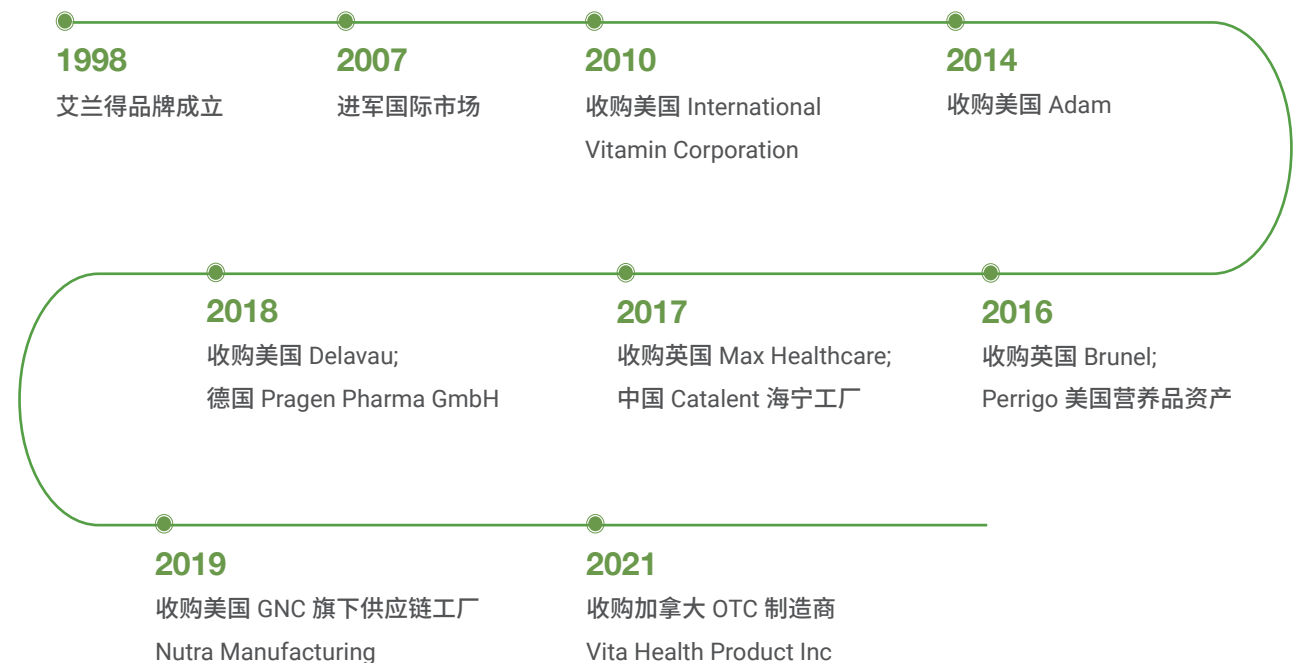 1998
艾兰得品牌成立
2007
进军国际市场
2010
收购美国 International
Vitamin Corporation
2014
收购美国 Adam
2016
收购英国 Brunel;
Perrigo 美国营养品资产
2017
收购英国 Max Healthcare;
中国 Catalent 海宁工厂
2018
收购美国 Delavau;
德国 Pragen Pharma GmbH
2019
收购美国 GNC 旗下供应链工厂
Nutra Manufacturing
2021
收购加拿大 OTC 制造商
Vita Health Product Inc